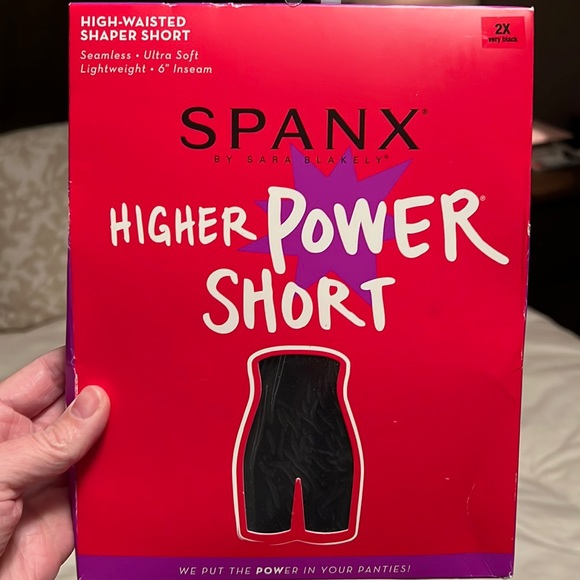 HIGH-WAISTED
SHAPER SHORT
Seamless • Ultra Soft
Lightweight • 6" Inseam
2X
very black
SPANX®
BY SARA BLAKELY®
HIGHER POWER®
SHORT
WE PUT THE POWER IN YOUR PANTIES!